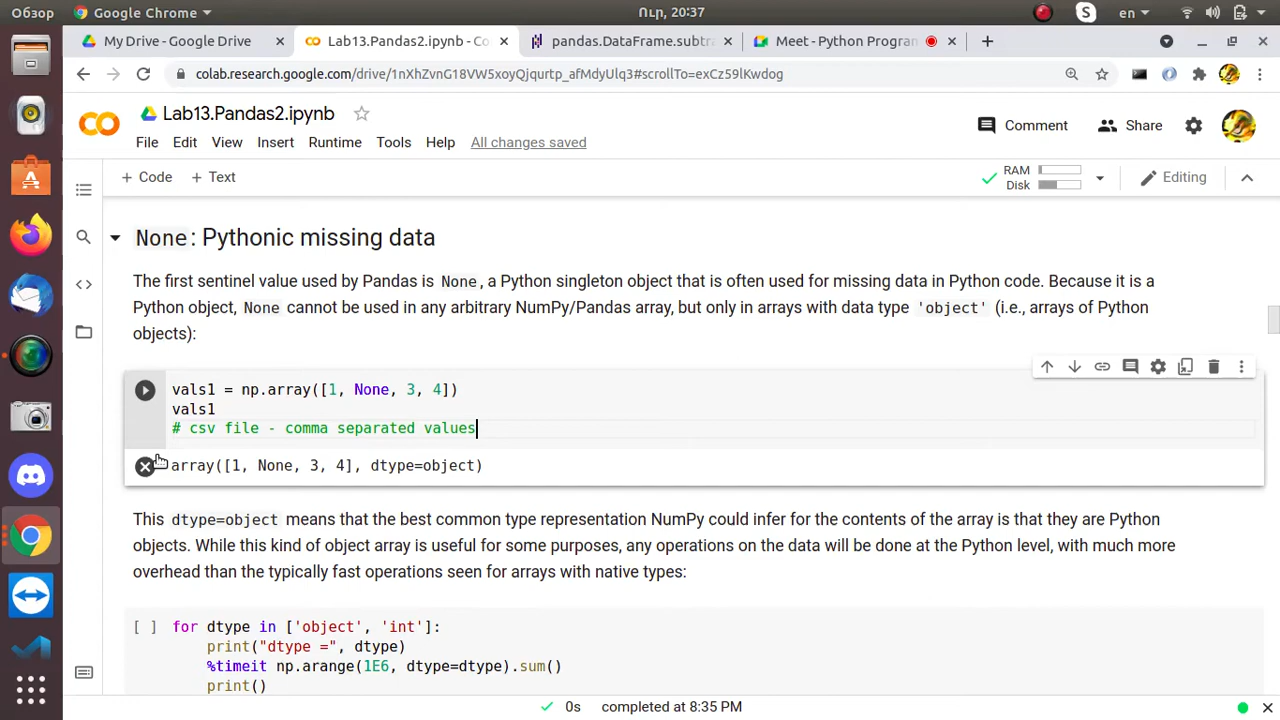 Обзор
Google Chrome
Ուր, 20:37
en
My Drive - Google Drive
Lab13.Pandas2.ipynb - Co
pandas.DataFrame.subtra
Meet - Python Program
colab.research.google.com/drive/1nXhZvnG18VW5xoyQjqurtp_afMdyUlq3#scrollTo=exCz59lKwdog
Lab13.Pandas2.ipynb
File Edit View Insert Runtime Tools Help All changes saved
Comment
Share
+ Code + Text
RAM
Disk
Editing
None: Pythonic missing data
The first sentinel value used by Pandas is None, a Python singleton object that is often used for missing data in Python code. Because it is a
Python object, None cannot be used in any arbitrary NumPy/Pandas array, but only in arrays with data type 'object' (i.e., arrays of Python
objects):
vals1 = np.array([1, None, 3, 4])
vals1
# csv file - comma separated values
array([1, None, 3, 4], dtype=object)
This dtype=object means that the best common type representation NumPy could infer for the contents of the array is that they are Python
objects. While this kind of object array is useful for some purposes, any operations on the data will be done at the Python level, with much more
overhead than the typically fast operations seen for arrays with native types:
[ ] for dtype in ['object', 'int']:
print("dtype =", dtype)
%timeit np.arange(1E6, dtype=dtype).sum()
print()
0s completed at 8:35 PM